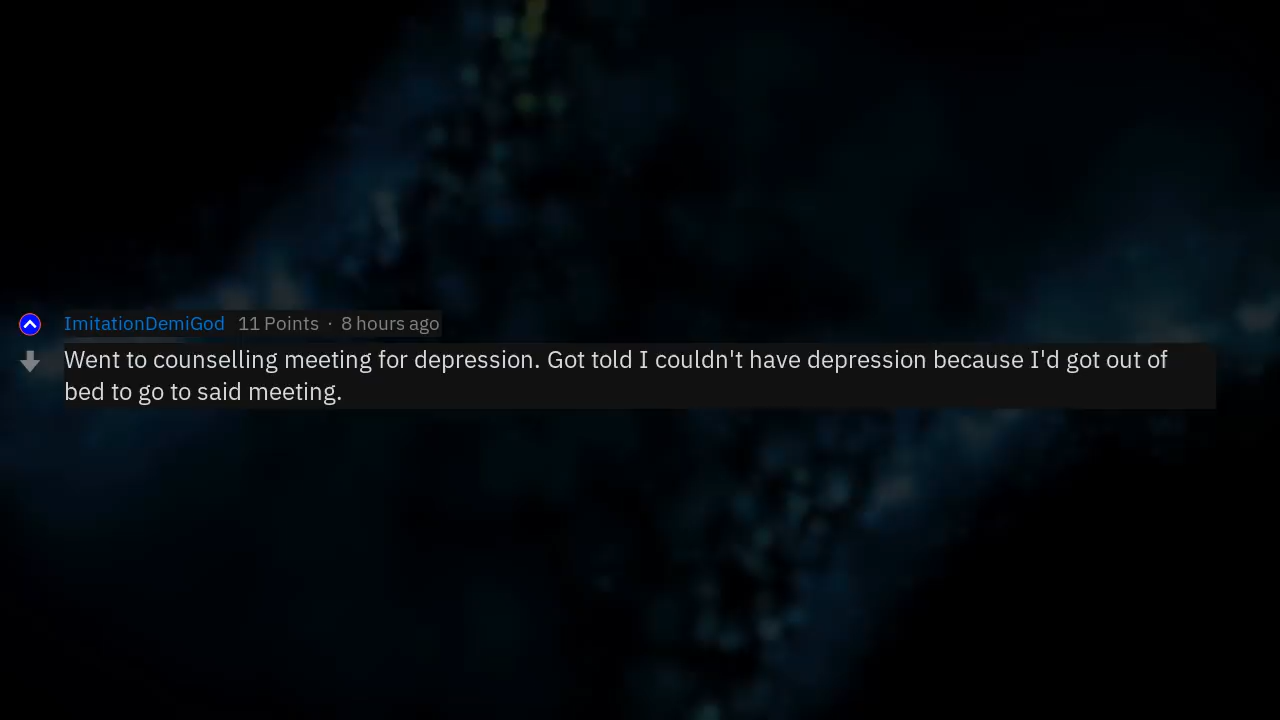 ImitationDemiGod 11 Points · 8 hours ago
Went to counselling meeting for depression. Got told I couldn't have depression because I'd got out of
bed to go to said meeting.